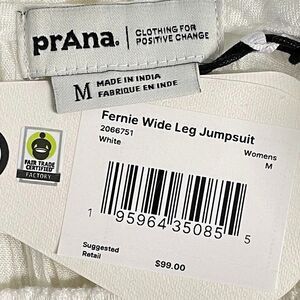 prAna.
CLOTHING FOR
POSITIVE CHANGE
M
MADE IN INDIA
FABRIQUE EN INDE
Fernie Wide Leg Jumpsuit
2066751
White
Womens
M
FAIR TRADE
CERTIFIED
FACTORY
1 95964 35085 5
Suggested
Retail
$99.00